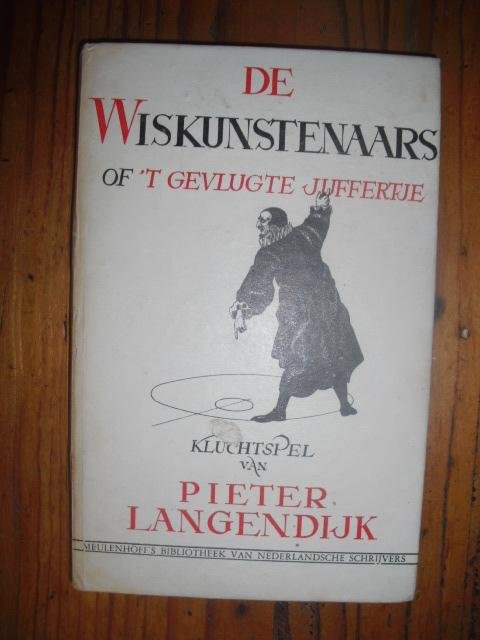 DE
WISKUNSTENAARS
OF 'T GEVLUGTE JUFFERTJE
KLUCHTSPEL
VAN
PIETER
LANGENDIJK
MEULENHOFF'S BIBLIOTHEEK VAN NEDERLANDSCHE SCHRIJVERS